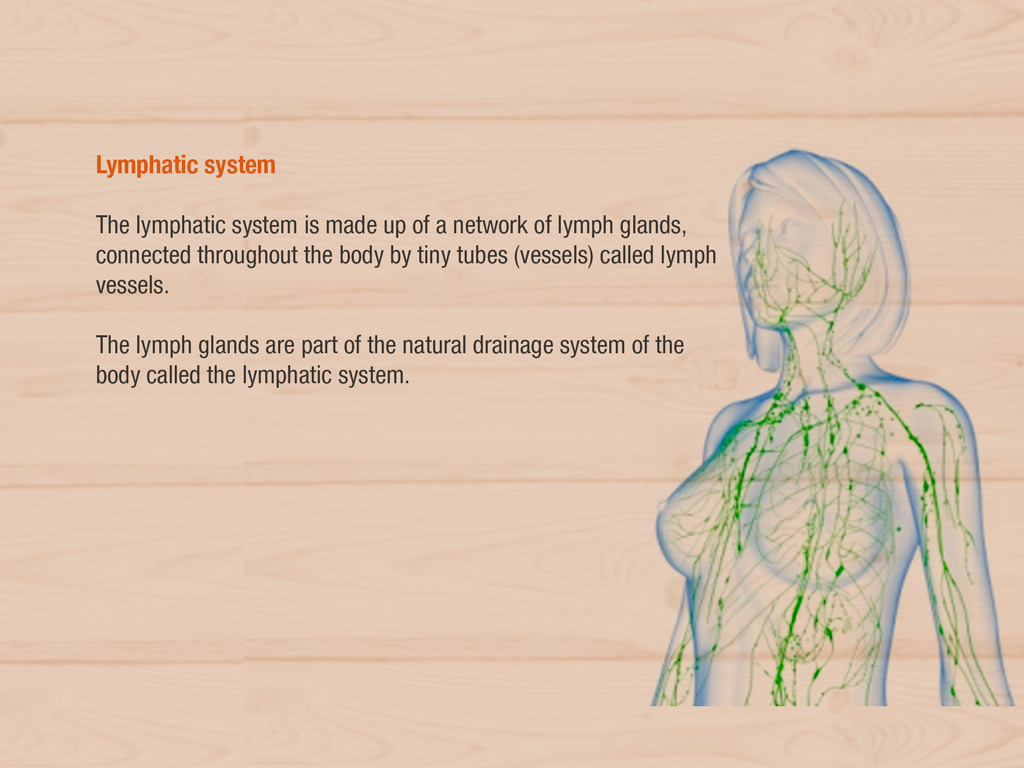 Lymphatic system
The lymphatic system is made up of a network of lymph glands,
connected throughout the body by tiny tubes (vessels) called lymph
vessels.
The lymph glands are part of the natural drainage system of the
body called the lymphatic system.